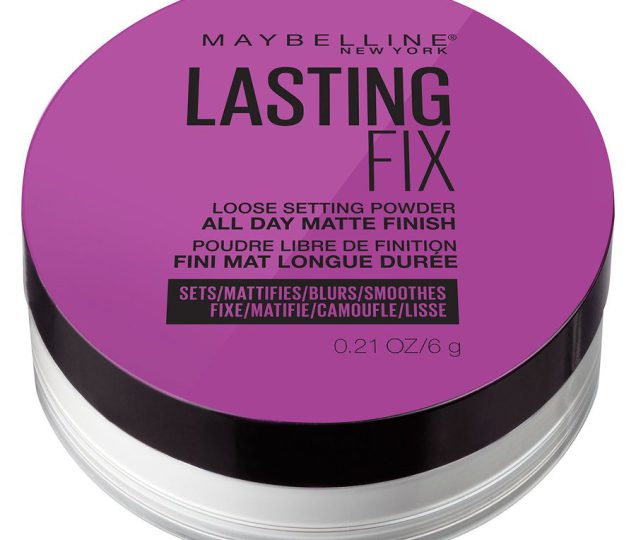 MAYBELLINE®
NEW YORK
LASTING
FIX
LOOSE SETTING POWDER
ALL DAY MATTE FINISH
POUDRE LIBRE DE FINITION
FINI MAT LONGUE DURÉE
SETS/MATTIFIES/BLURS/SMOOTHES
FIXE/MATIFIE/CAMOUFLE/LISSE
0.21 OZ/6 g